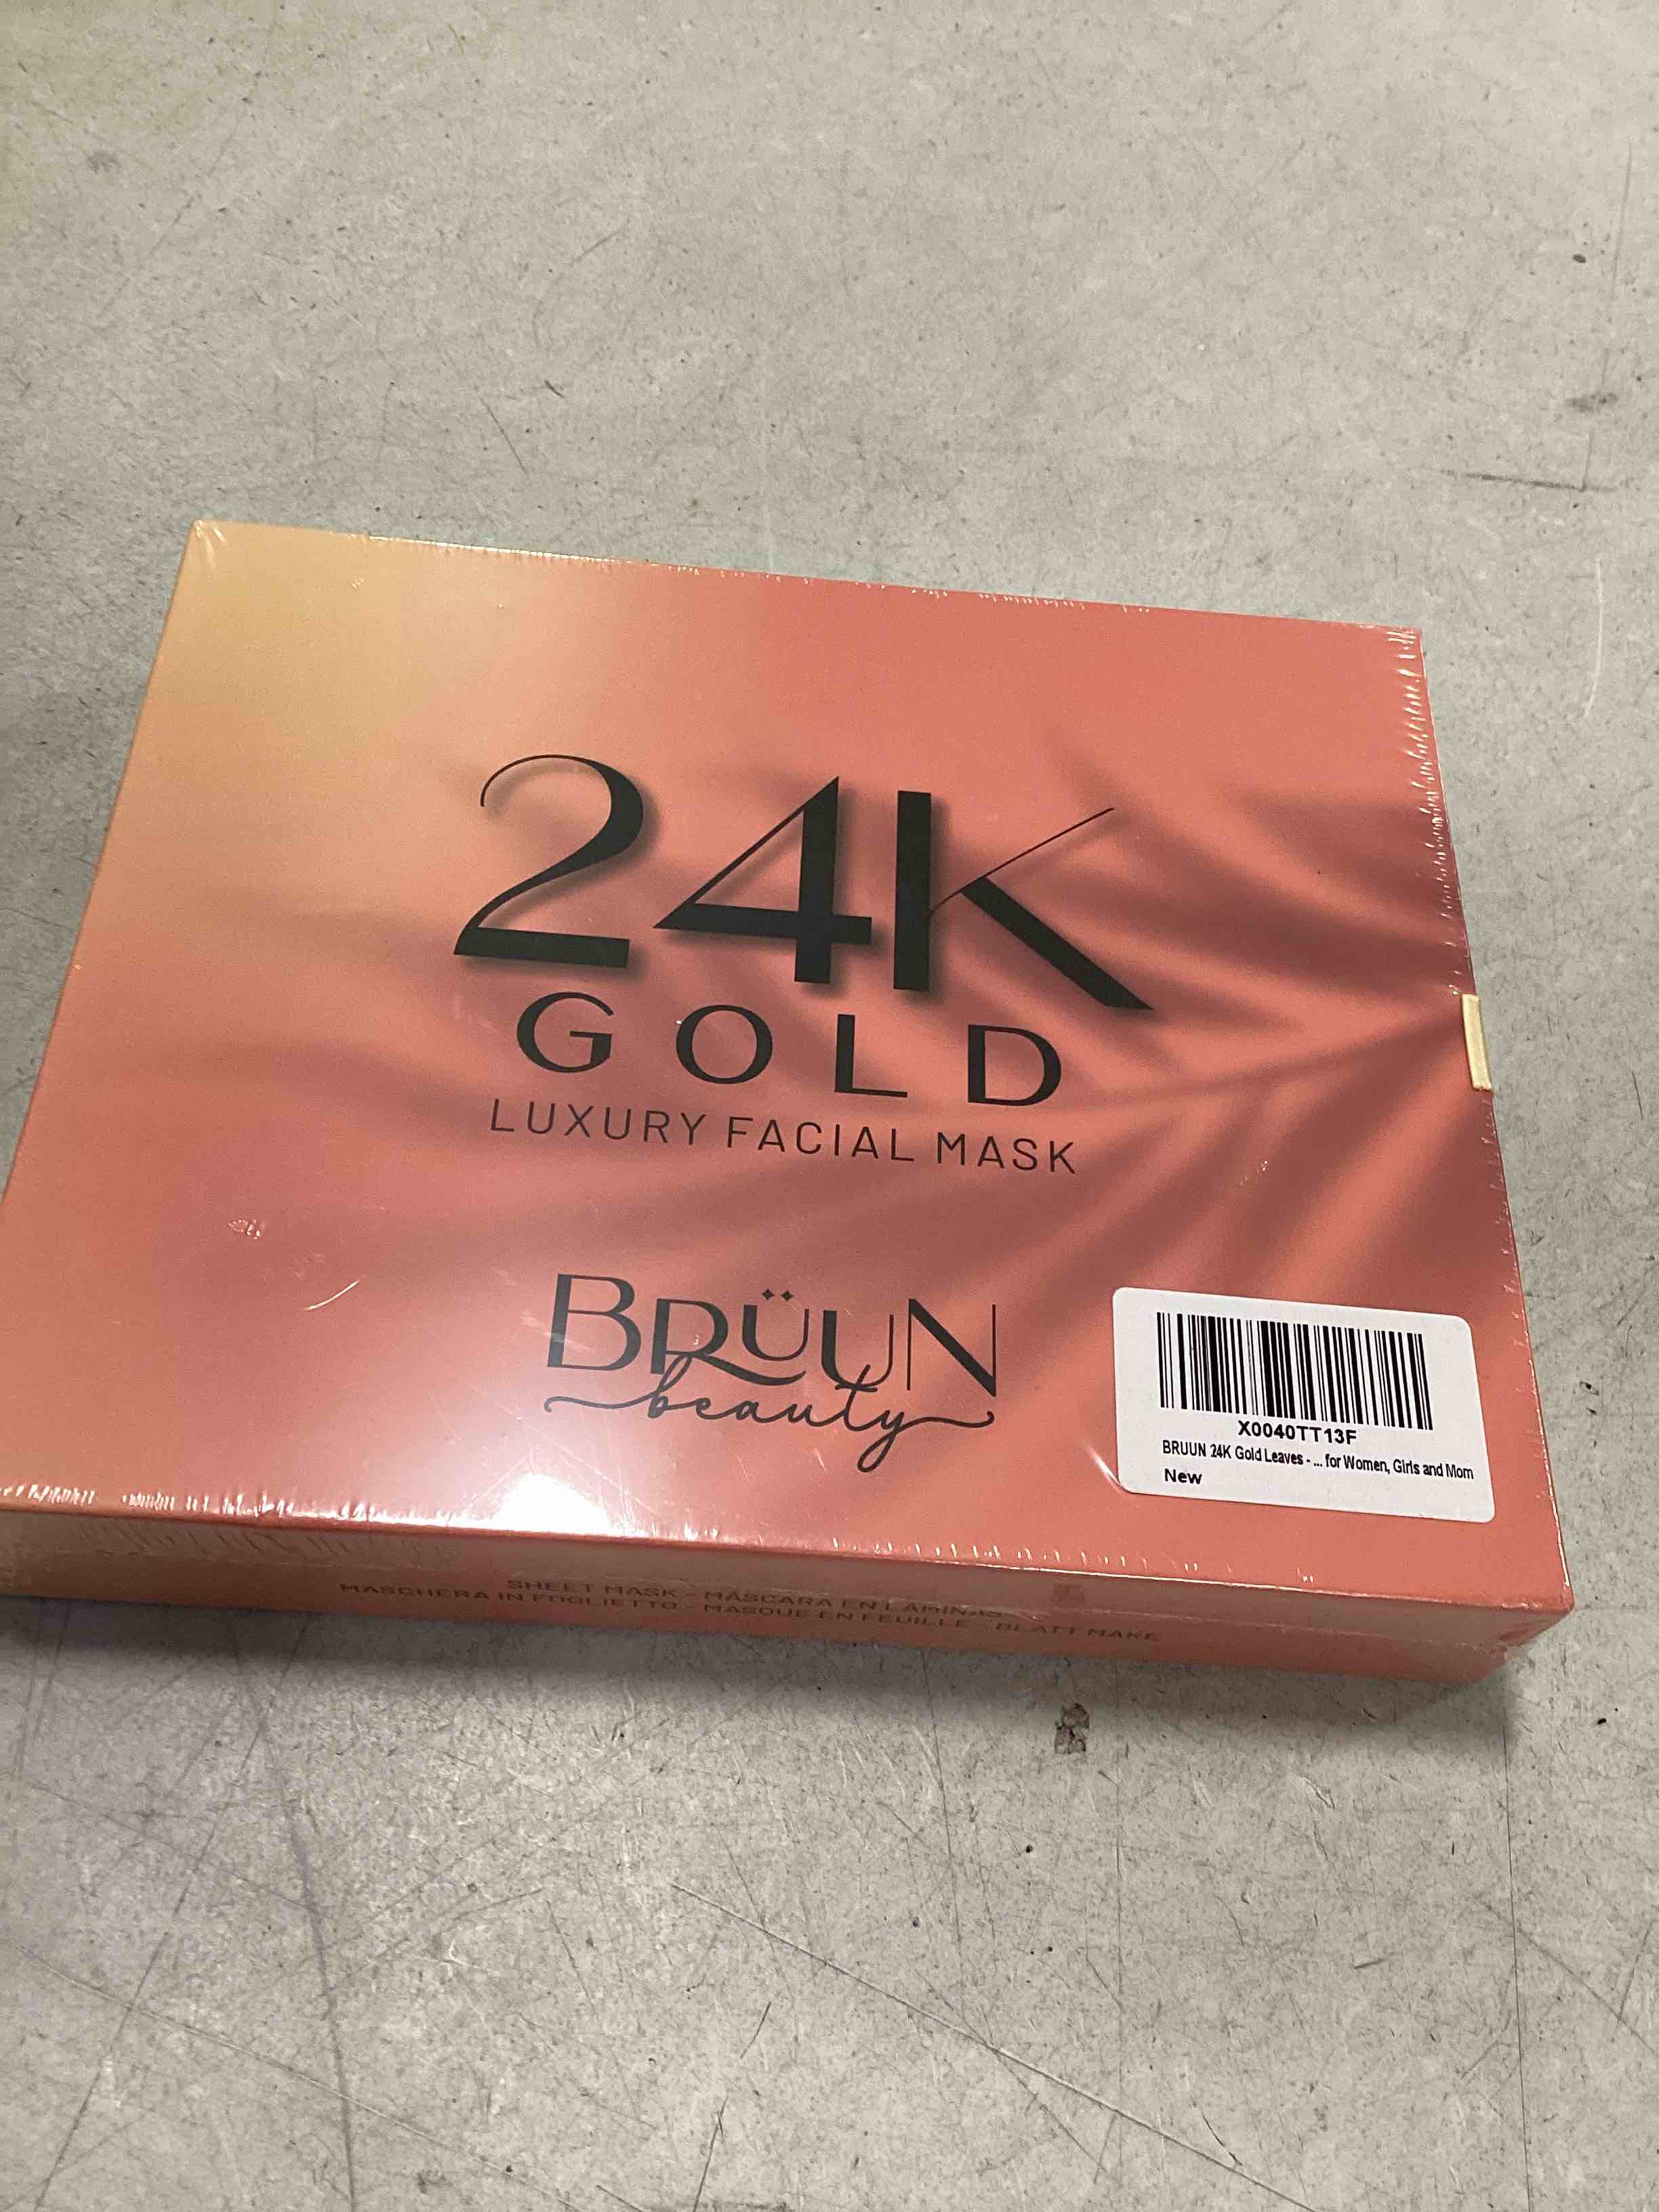 24K
GOLD
LUXURY FACIAL MASK
BRÜUN
beauty
X0040TT13F
BRUUN 24K Gold Leaves - ... for Women, Girls and Mom
New
SHEET MASK - MÁSCARA EN LÁMINAS
MASCHERA IN FOGLIETTO - MASQUE EN FEUILLE - BLATT MAKE